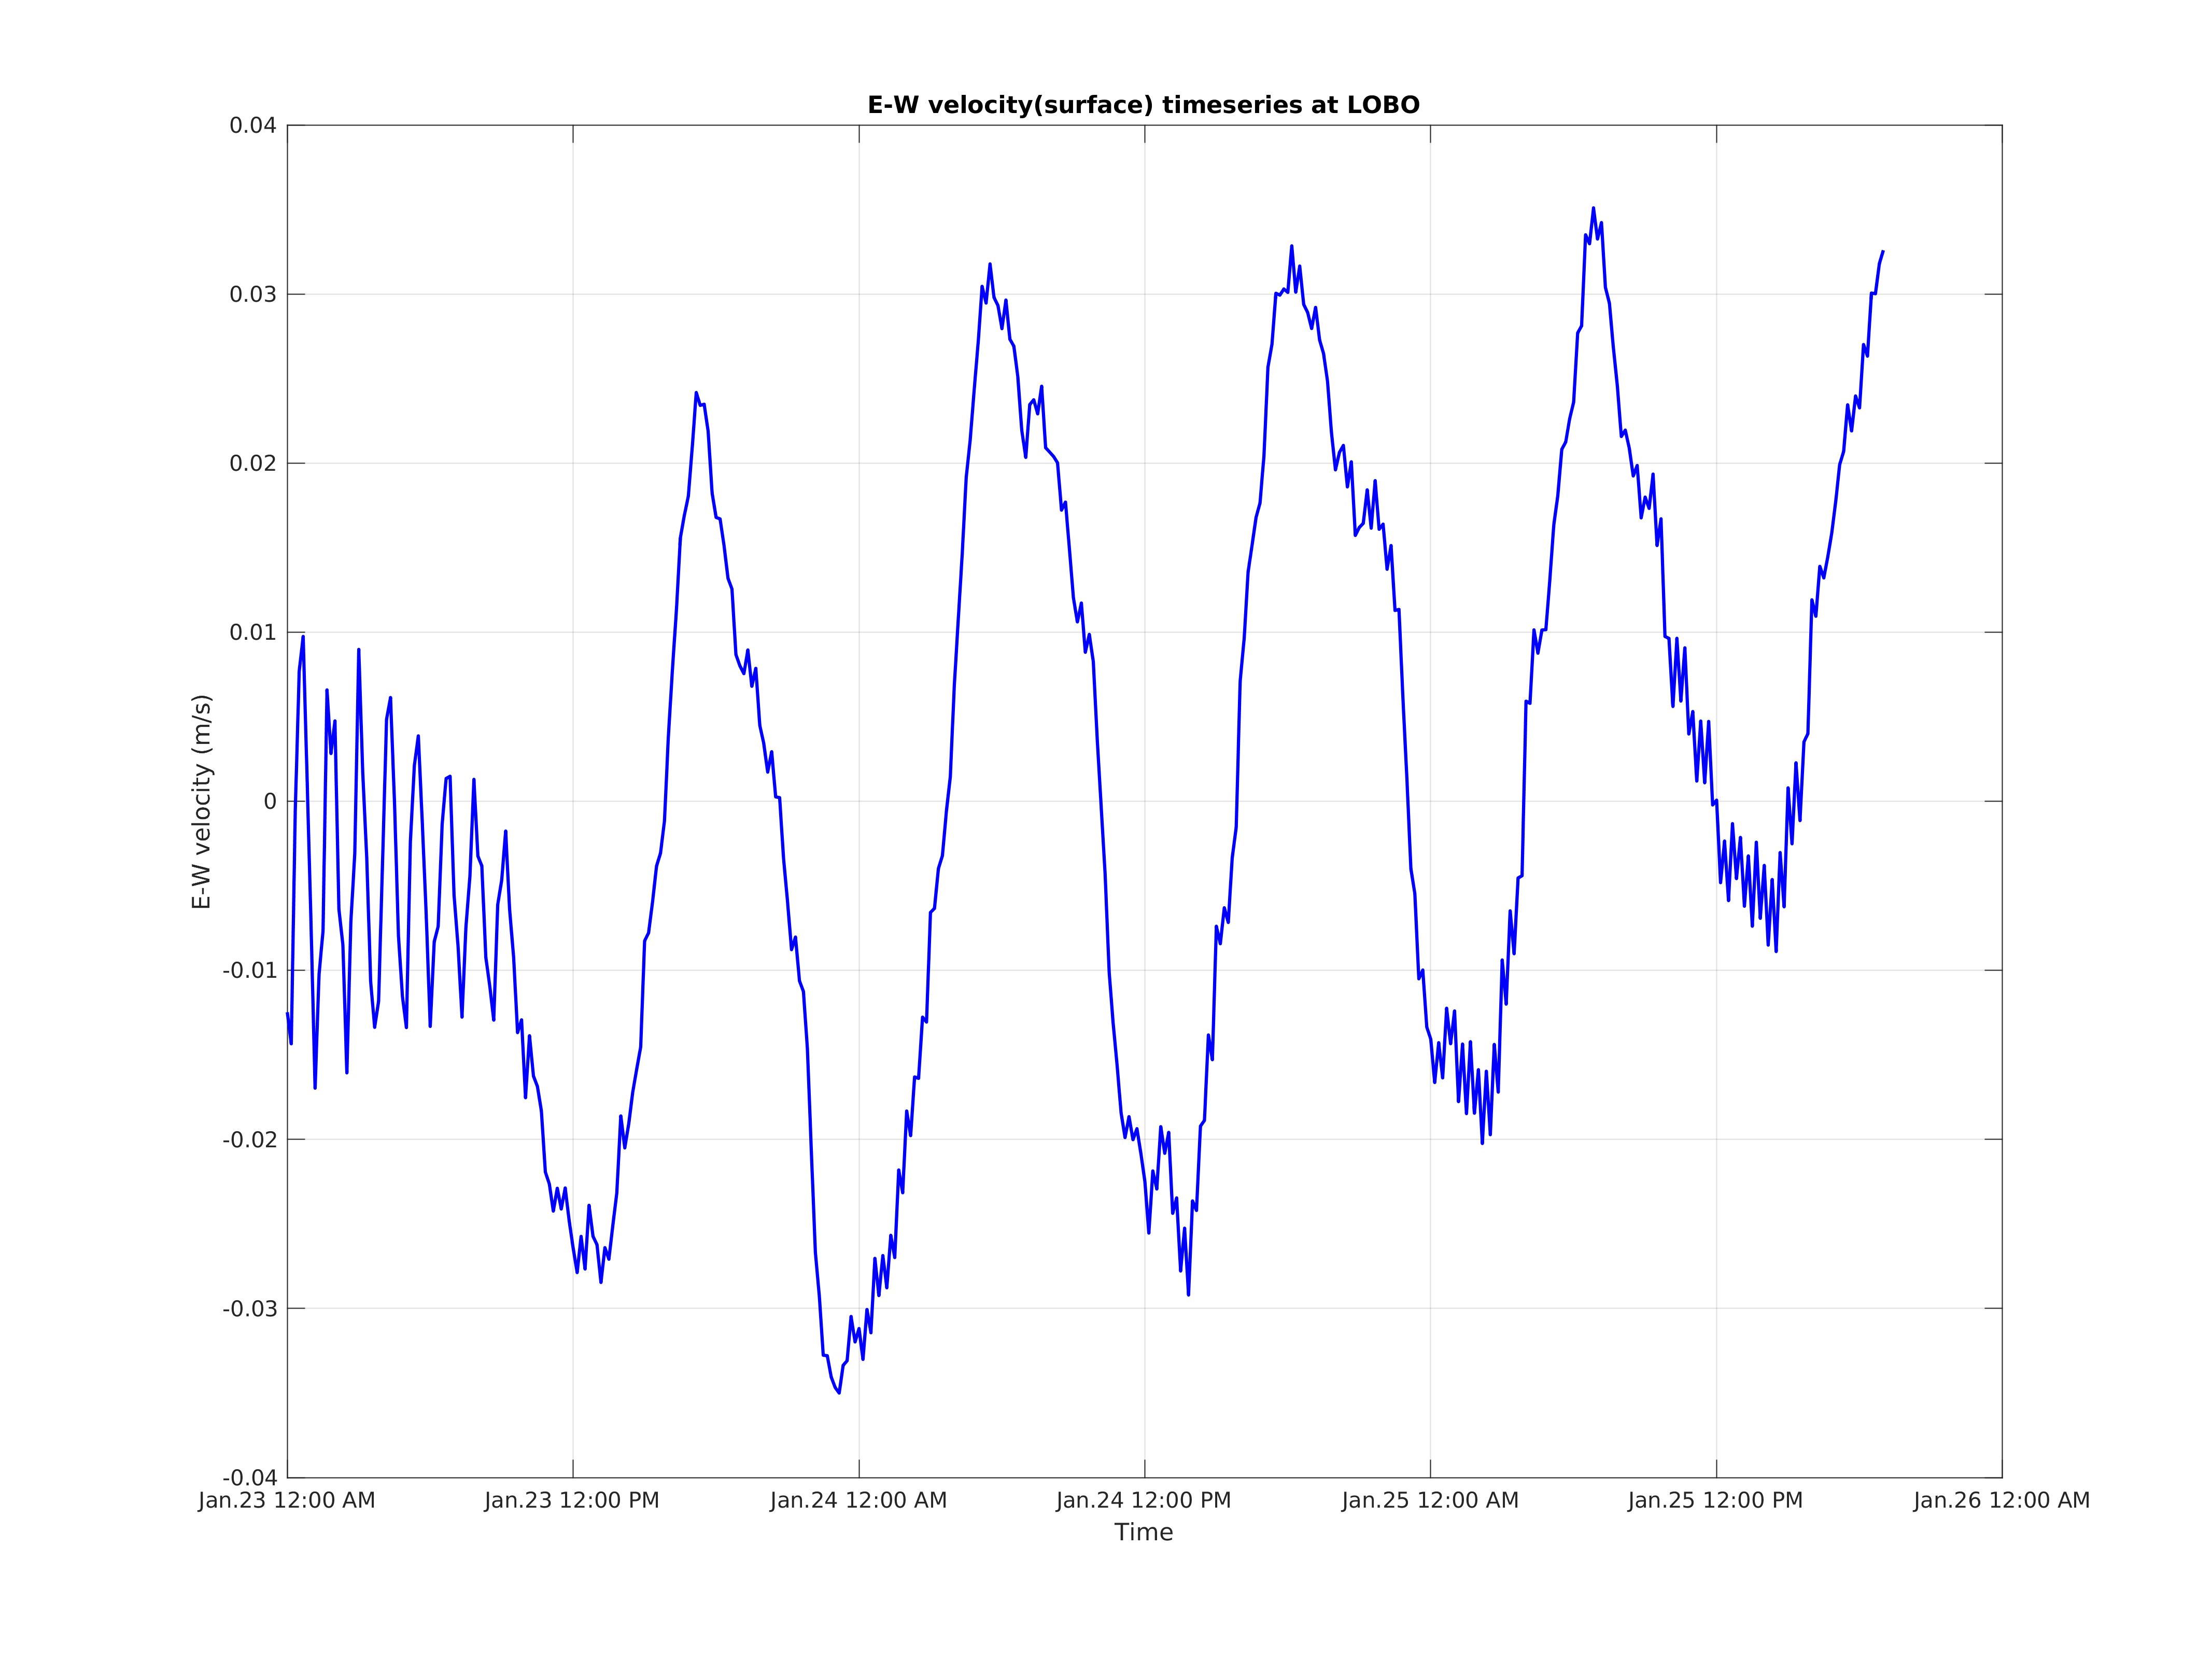 E-W velocity(surface) timeseries at LOBO
0.04
0.03
0.02
0.01
0
-0.01
-0.02
-0.03
-0.04
E-W velocity (m/s)
Jan.23 12:00 AM
Jan.23 12:00 PM
Jan.24 12:00 AM
Jan.24 12:00 PM
Jan.25 12:00 AM
Jan.25 12:00 PM
Jan.26 12:00 AM
Time